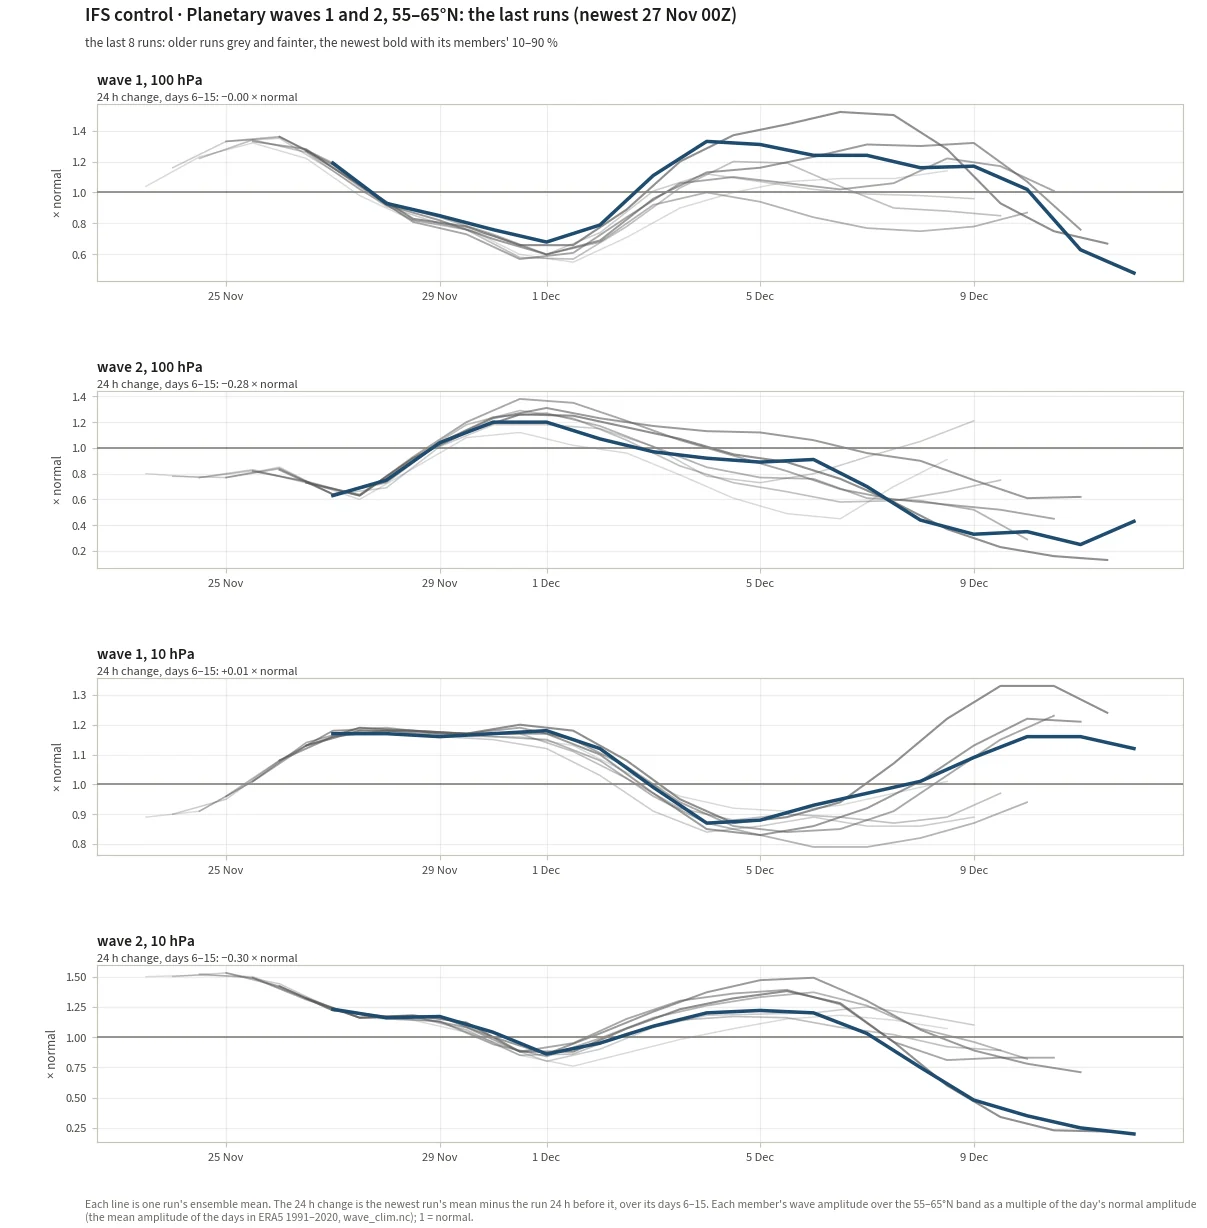 IFS control · Planetary waves 1 and 2, 55–65°N: the last runs (newest 27 Nov 00Z)
the last 8 runs: older runs grey and fainter, the newest bold with its members' 10–90 %
wave 1, 100 hPa
24 h change, days 6–15: −0.00 × normal
× normal
1.4
1.2
1.0
0.8
0.6
25 Nov
29 Nov
1 Dec
5 Dec
9 Dec
wave 2, 100 hPa
24 h change, days 6–15: −0.28 × normal
× normal
1.4
1.2
1.0
0.8
0.6
0.4
0.2
25 Nov
29 Nov
1 Dec
5 Dec
9 Dec
wave 1, 10 hPa
24 h change, days 6–15: +0.01 × normal
× normal
1.3
1.2
1.1
1.0
0.9
0.8
25 Nov
29 Nov
1 Dec
5 Dec
9 Dec
wave 2, 10 hPa
24 h change, days 6–15: −0.30 × normal
× normal
1.50
1.25
1.00
0.75
0.50
0.25
25 Nov
29 Nov
1 Dec
5 Dec
9 Dec
Each line is one run's ensemble mean. The 24 h change is the newest run's mean minus the run 24 h before it, over its days 6–15. Each member's wave amplitude over the 55–65°N band as a multiple of the day's normal amplitude
(the mean amplitude of the days in ERA5 1991–2020, wave_clim.nc); 1 = normal.